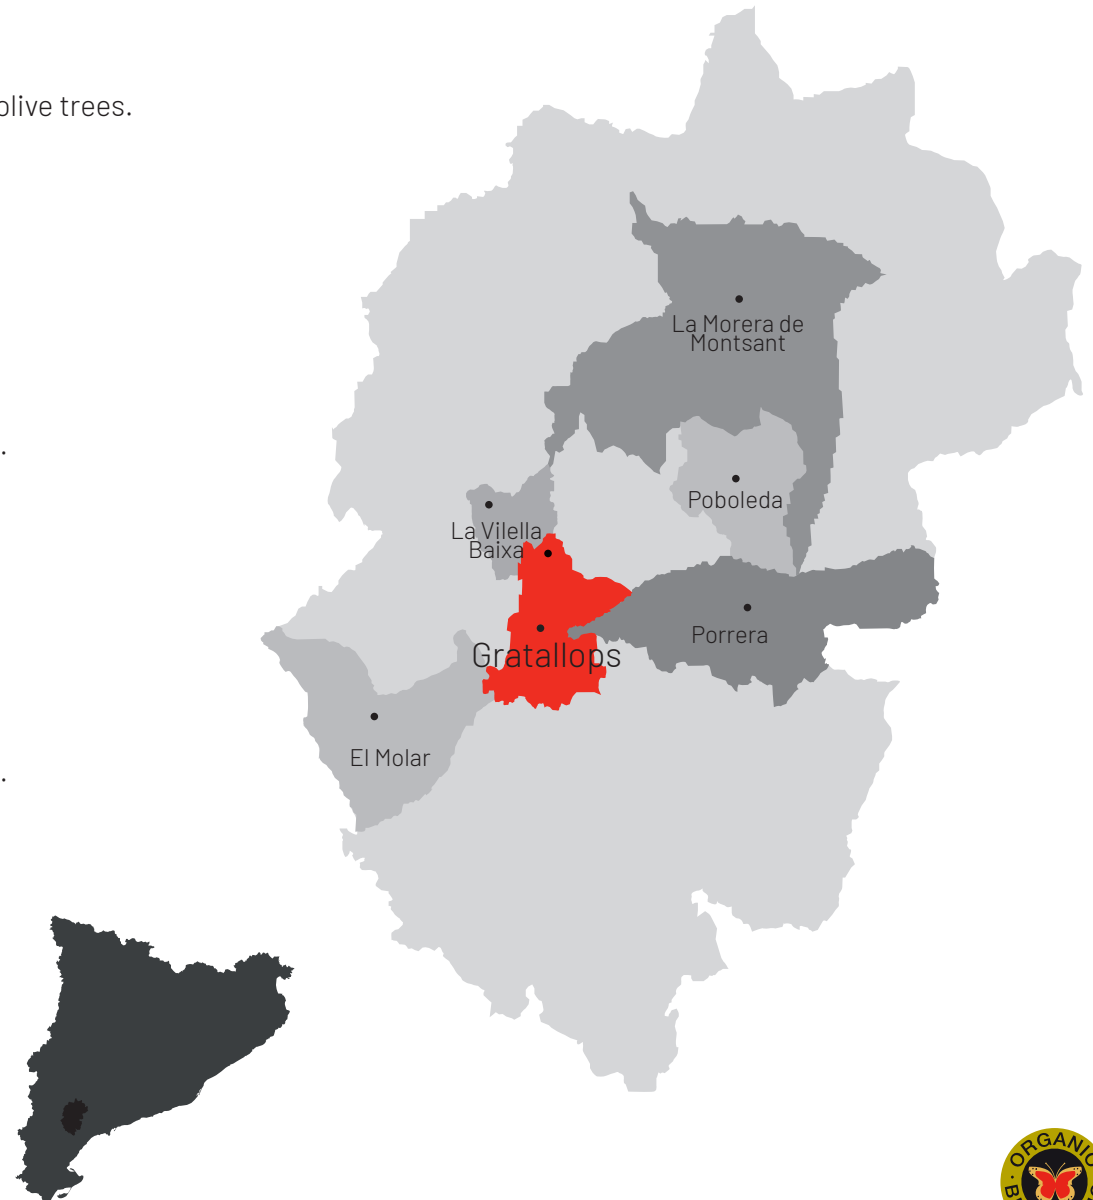 olive trees.
.
La Morera de
Montsant
Poboleda
La Vilella
Baixa
Porrera
Gratallops
El Molar
.
· ORGANIC